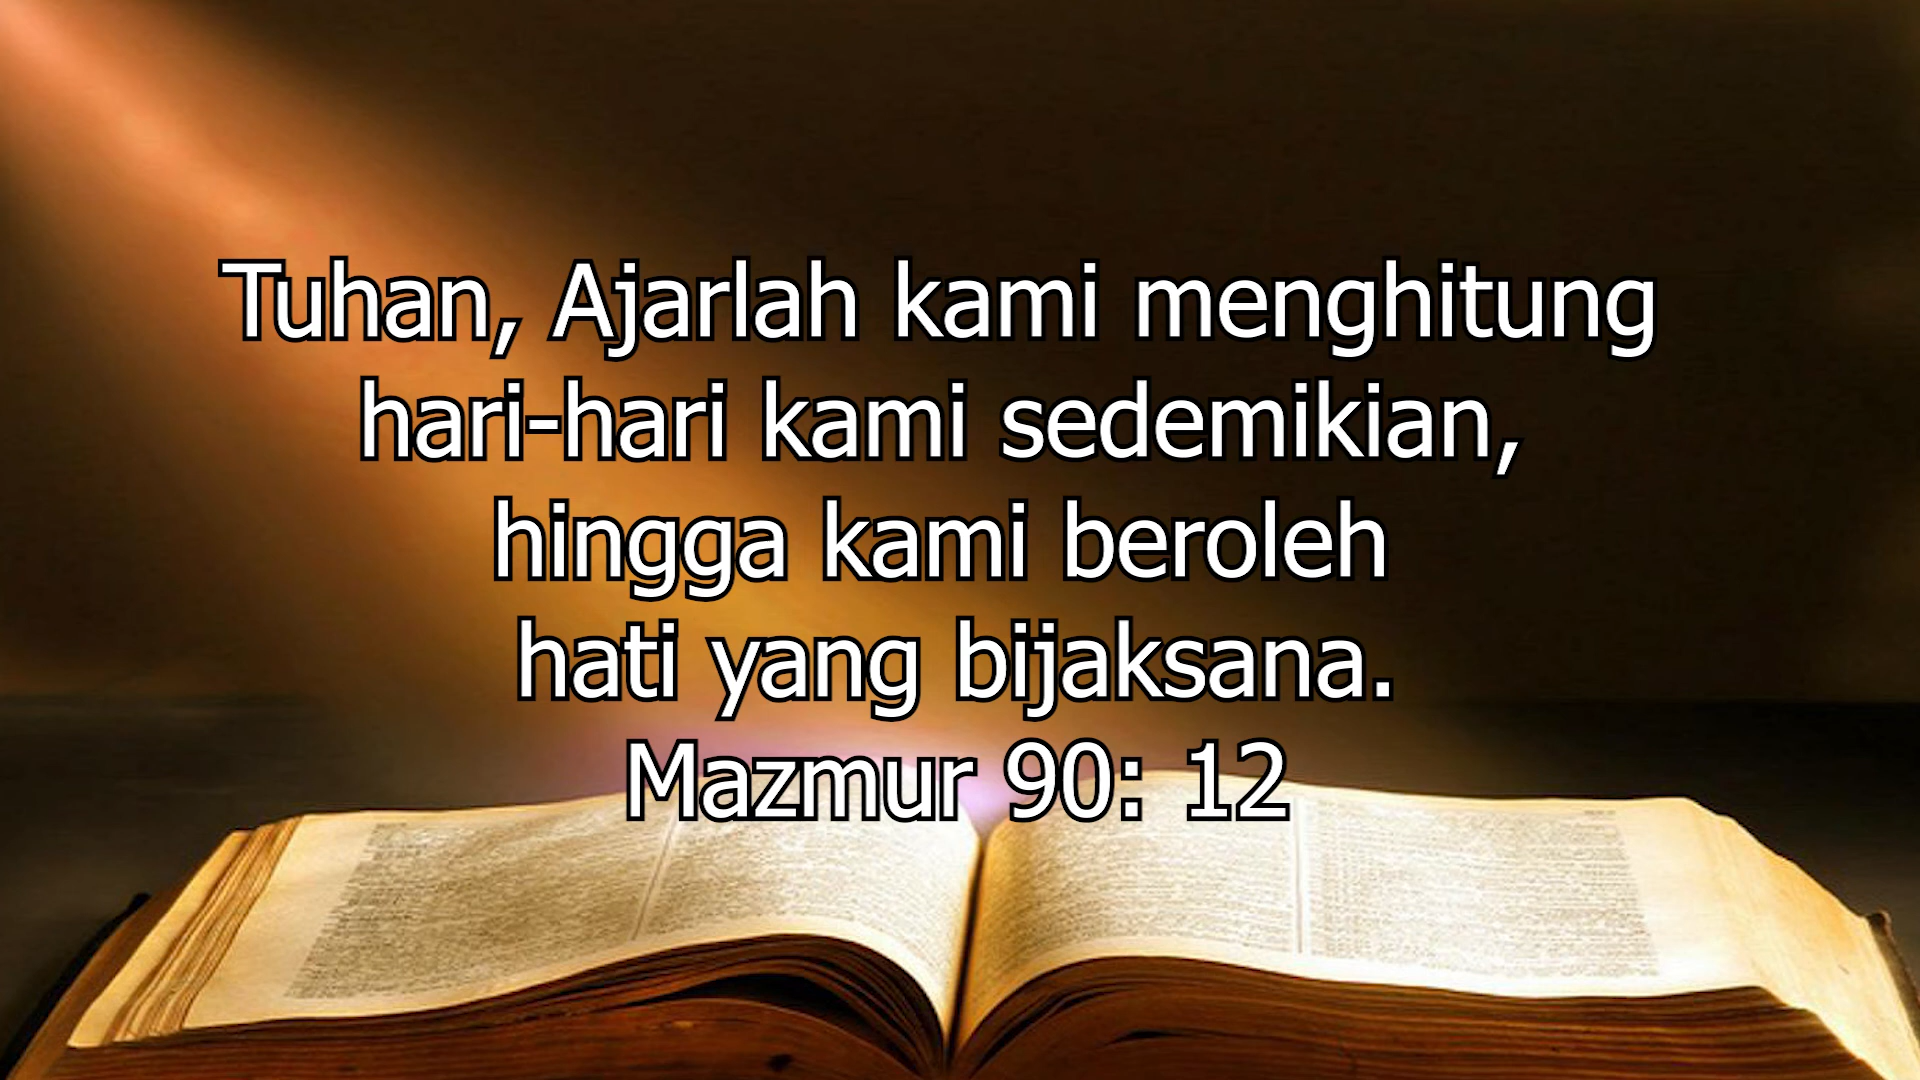 Tuhan, Ajarlah kami menghitung
hari-hari kami sedemikian,
hingga kami beroleh
hati yang bijaksana.
Mazmur 90: 12